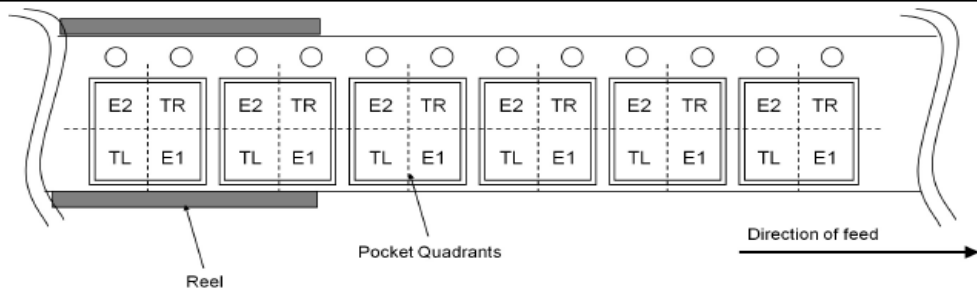 E2 TR E2 TR E2 TR E2 TR E2 TR E2 TR
TL E1 TL E1 TL E1 TL E1 TL E1 TL E1
Direction of feed
Pocket Quadrants
Reel